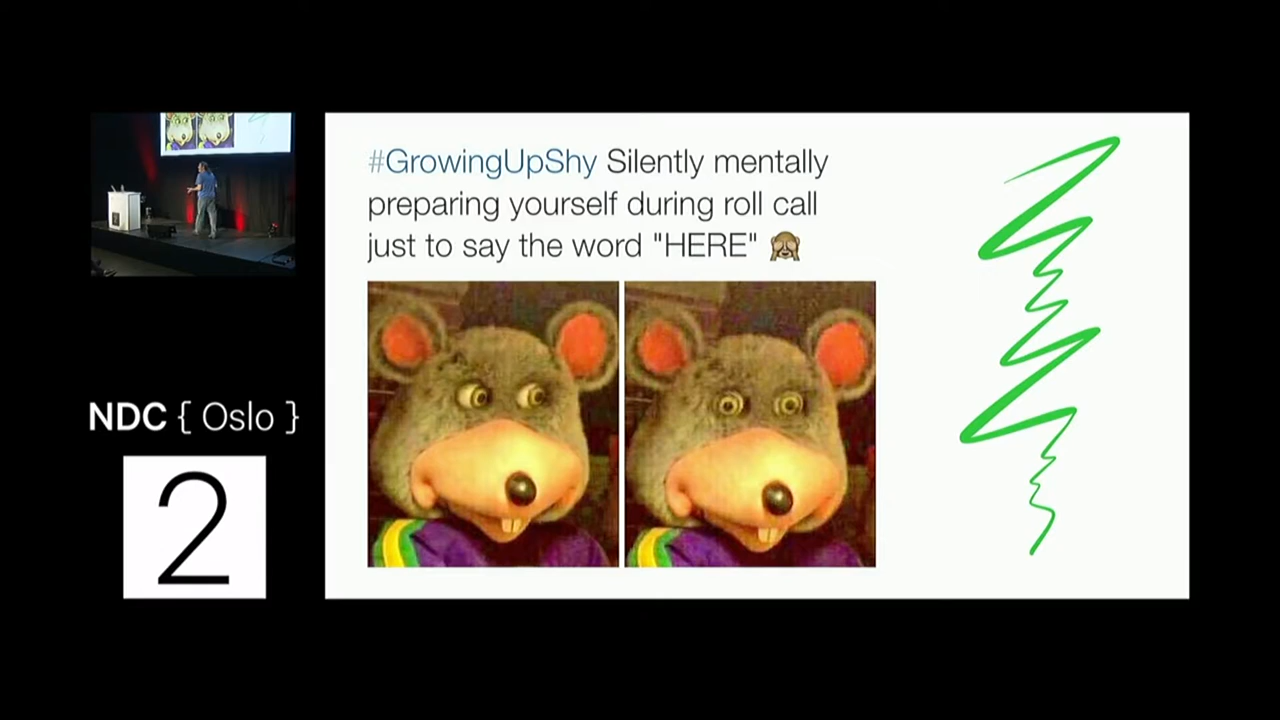 #GrowingUpShy Silently mentally
preparing yourself during roll call
just to say the word "HERE" 🙈
NDC { Oslo }
2